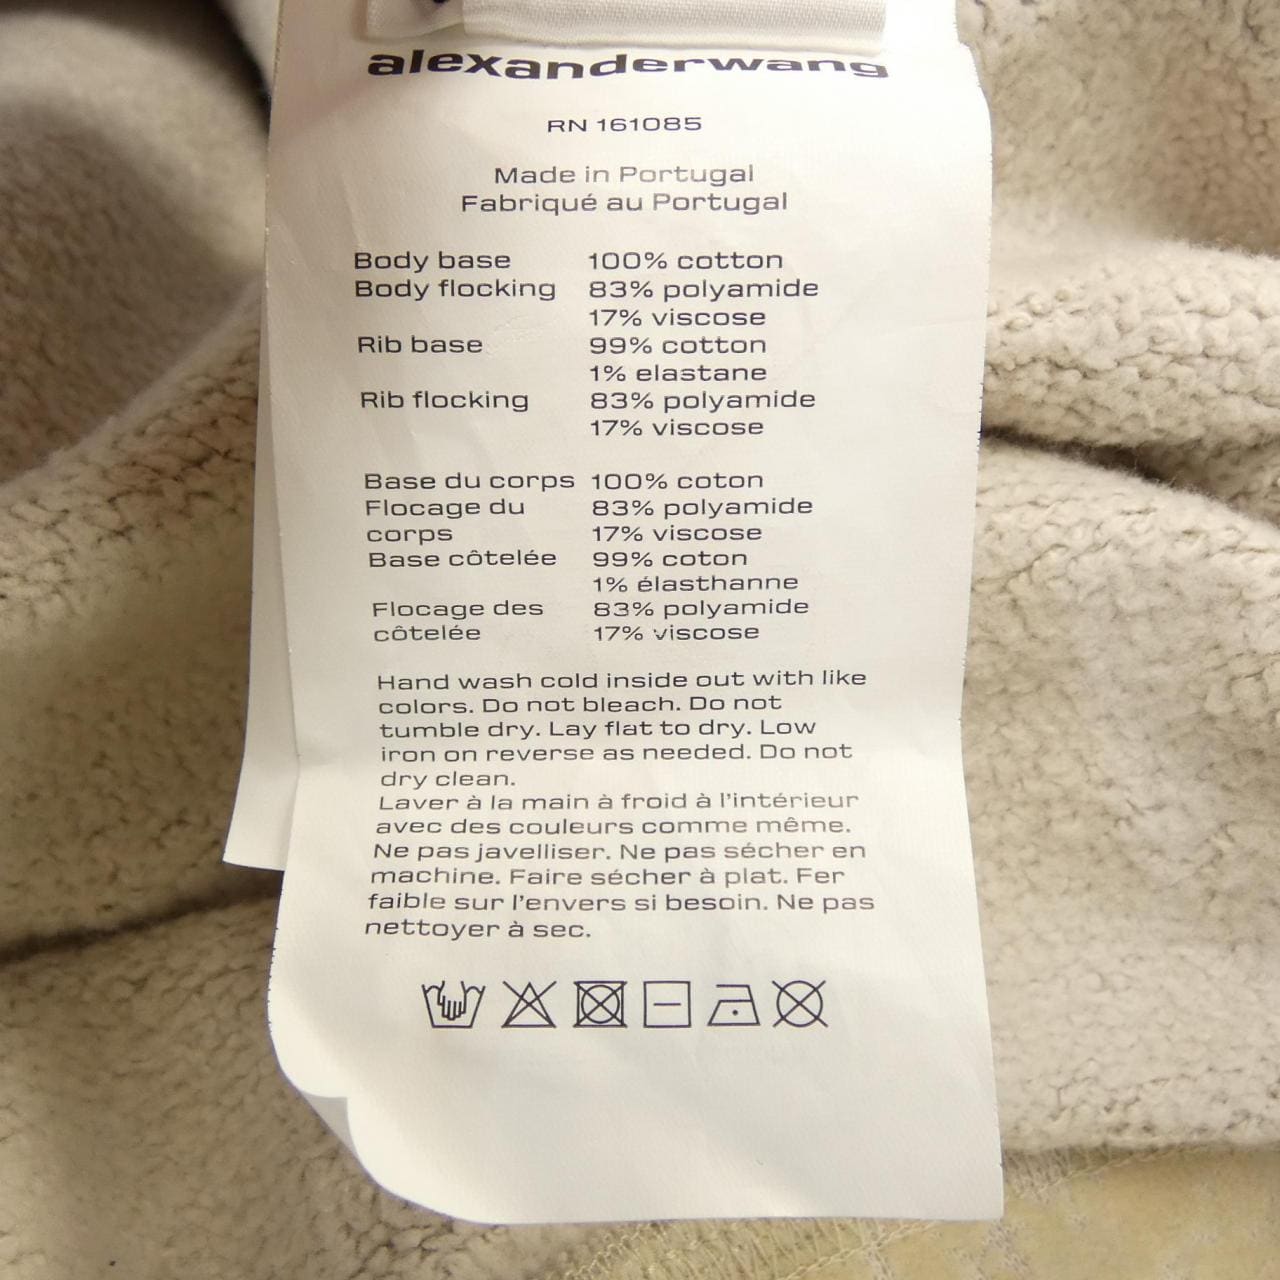 alexanderwang
RN 161085
Made in Portugal
Fabriqué au Portugal
Body base 100% cotton
Body flocking 83% polyamide
17% viscose
Rib base 99% cotton
1% elastane
Rib flocking 83% polyamide
17% viscose
Base du corps 100% coton
Flocage du 83% polyamide
corps 17% viscose
Base côtelée 99% coton
1% élasthanne
Flocage des 83% polyamide
côtelée 17% viscose
Hand wash cold inside out with like
colors. Do not bleach. Do not
tumble dry. Lay flat to dry. Low
iron on reverse as needed. Do not
dry clean.
Laver à la main à froid à l'intérieur
avec des couleurs comme même.
Ne pas javelliser. Ne pas sécher en
machine. Faire sécher à plat. Fer
faible sur l'envers si besoin. Ne pas
nettoyer à sec.